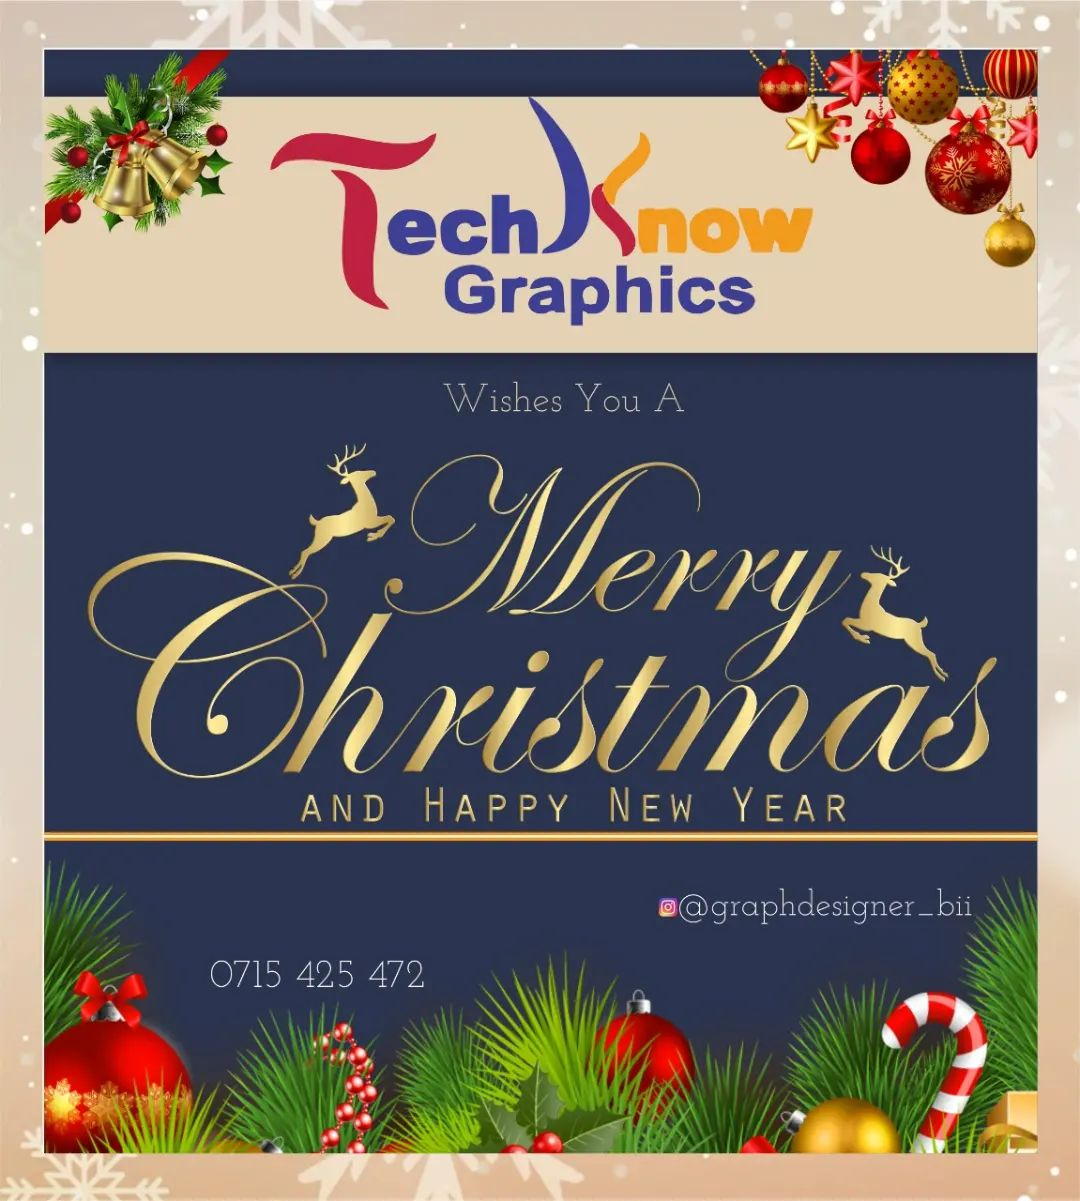 TechKnow
Graphics
Wishes You A
Merry
Christmas
and Happy New Year
@graphdesigner_bii
0715 425 472